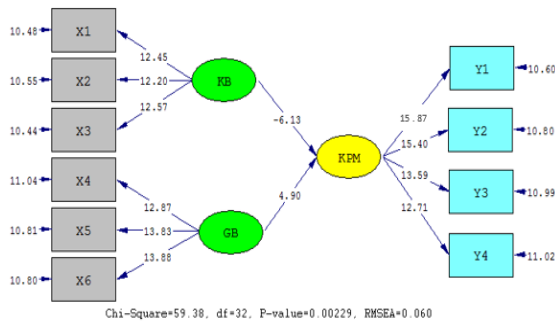 10.48 X1
12.45
10.55 X2 12.20 KB
12.57
10.44 X3
-6.13
11.04 X4
12.87
10.81 X5 13.83 GB
13.88
10.80 X6
4.90
KPM
15.87 Y1 10.60
15.40 Y2 10.80
13.59 Y3 10.99
12.71 Y4 11.02
Chi-Square=59.38, df=32, P-value=0.00229, RMSEA=0.060